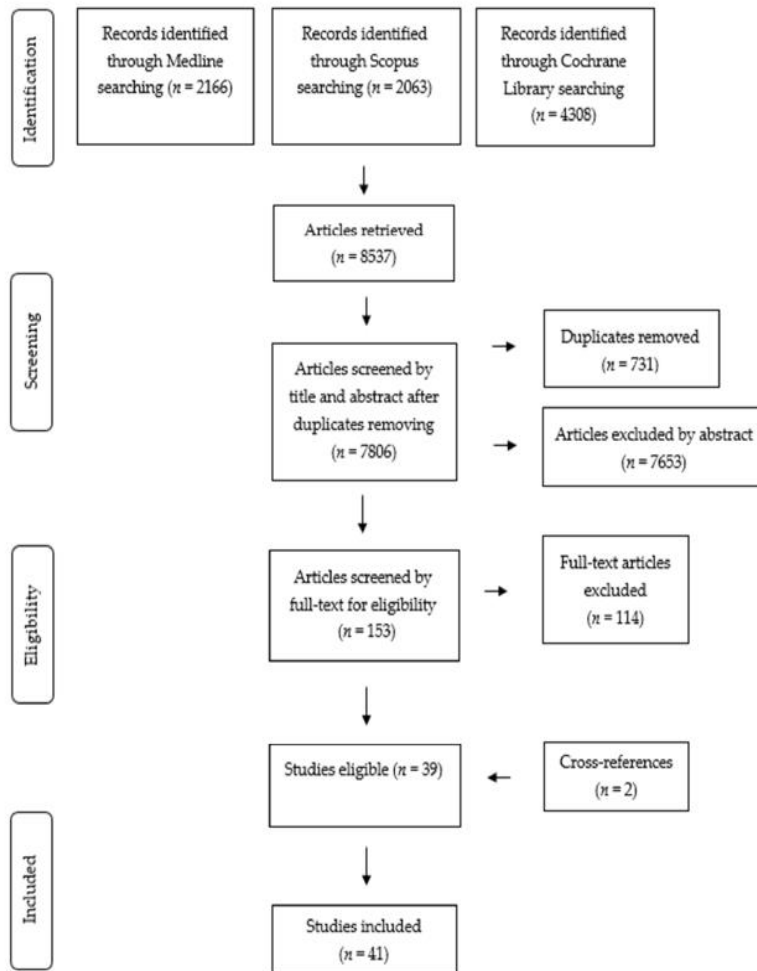 Identification
Records identified
through Medline
searching (n = 2166)
Records identified
through Scopus
searching (n = 2063)
Records identified
through Cochrane
Library searching
(n = 4308)
Articles retrieved
(n = 8537)
Screening
Articles screened by
title and abstract after
duplicates removing
(n = 7806)
Duplicates removed
(n = 731)
Articles excluded by abstract
(n = 7653)
Eligibility
Articles screened by
full-text for eligibility
(n = 153)
Full-text articles
excluded
(n = 114)
Studies eligible (n = 39)
Cross-references
(n = 2)
Included
Studies included
(n = 41)